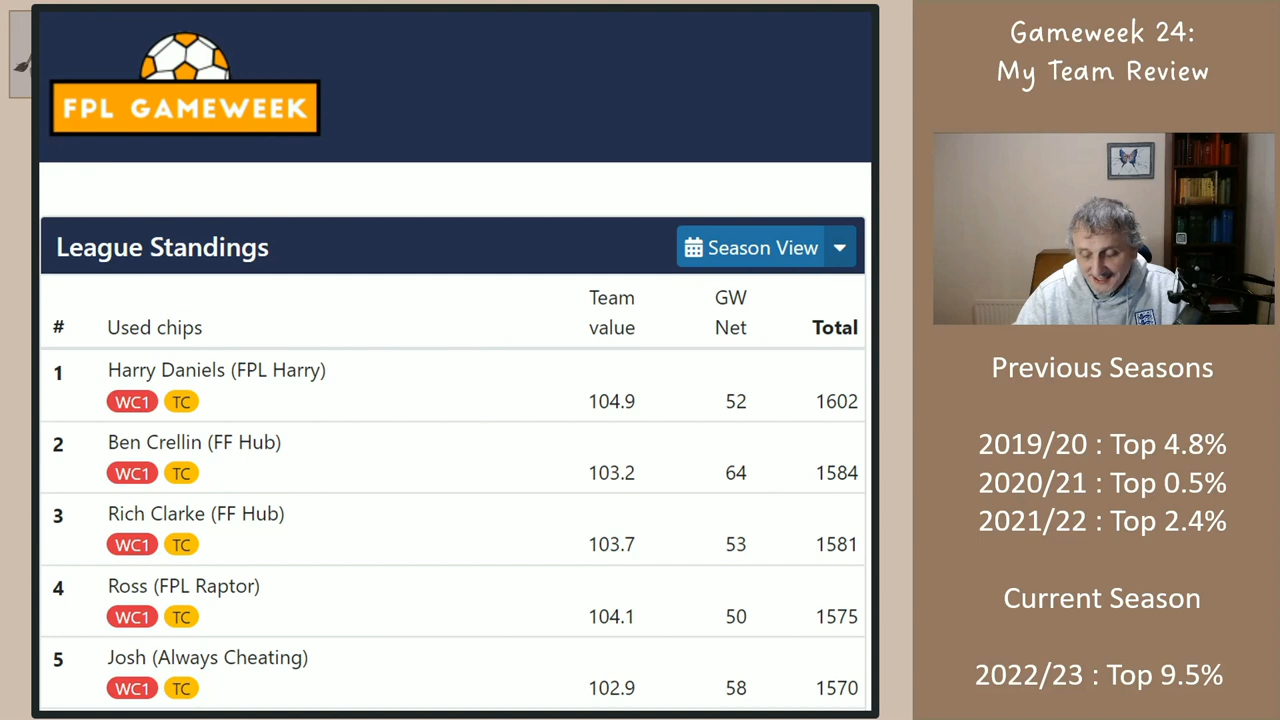 FPL GAMEWEEK
League Standings
Season View
# Used chips Team value GW Net Total
1 Harry Daniels (FPL Harry)
WC1 TC 104.9 52 1602
2 Ben Crellin (FF Hub)
WC1 TC 103.2 64 1584
3 Rich Clarke (FF Hub)
WC1 TC 103.7 53 1581
4 Ross (FPL Raptor)
WC1 TC 104.1 50 1575
5 Josh (Always Cheating)
WC1 TC 102.9 58 1570
Gameweek 24:
My Team Review
Previous Seasons
2019/20 : Top 4.8%
2020/21 : Top 0.5%
2021/22 : Top 2.4%
Current Season
2022/23 : Top 9.5%